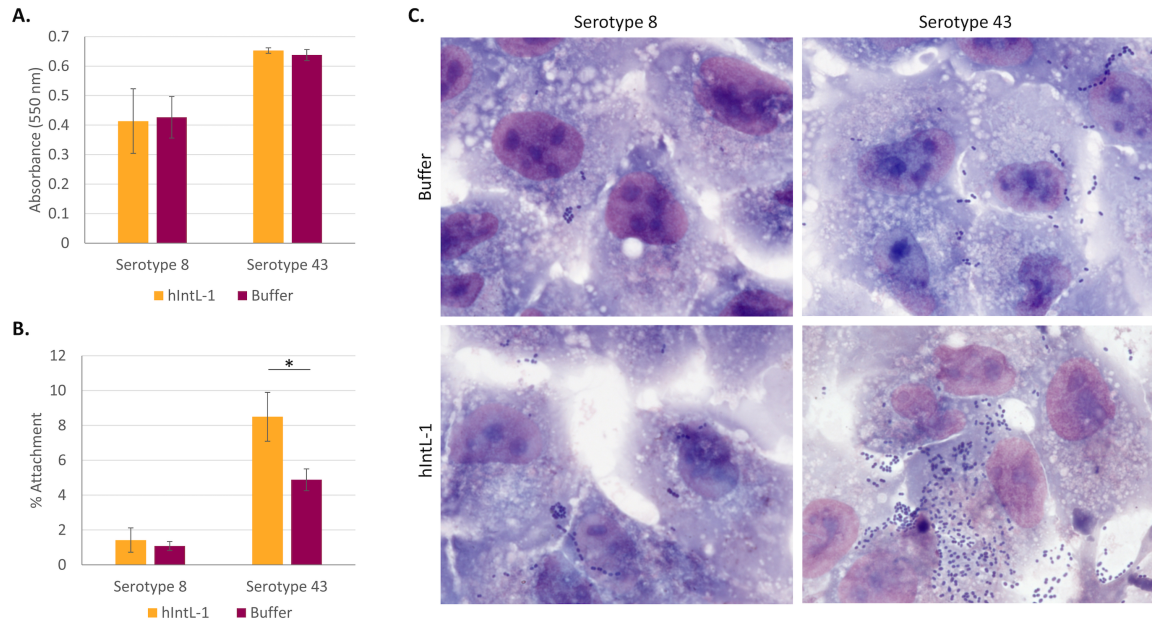 A.
Absorbance (550 nm)
0.7
0.6
0.5
0.4
0.3
0.2
0.1
0
Serotype 8 Serotype 43
hIntL-1 Buffer
B.
% Attachment
12
10
8
6
4
2
0
*
Serotype 8 Serotype 43
hIntL-1 Buffer
C.
Serotype 8 Serotype 43
Buffer
hIntL-1